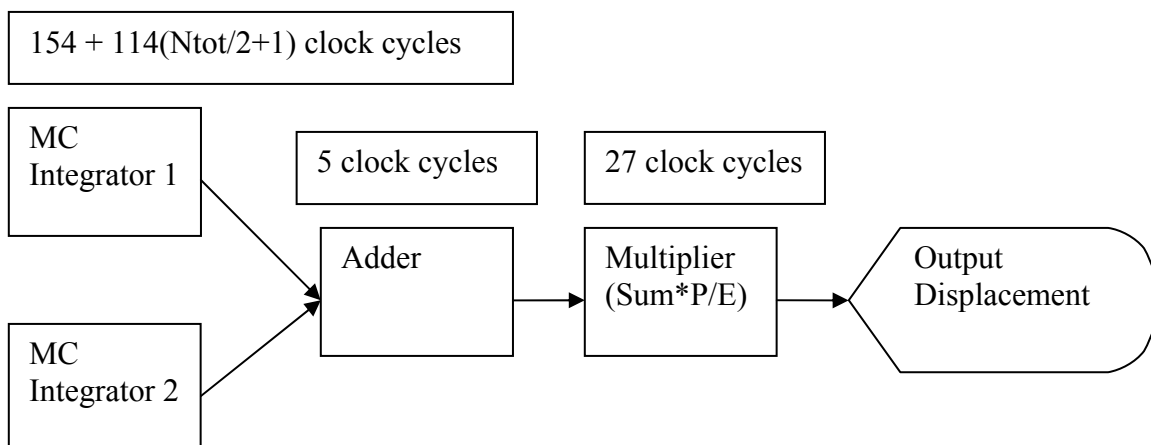 154 + 114(Ntot/2+1) clock cycles
MC
Integrator 1
5 clock cycles
27 clock cycles
Adder
Multiplier
(Sum*P/E)
Output
Displacement
MC
Integrator 2